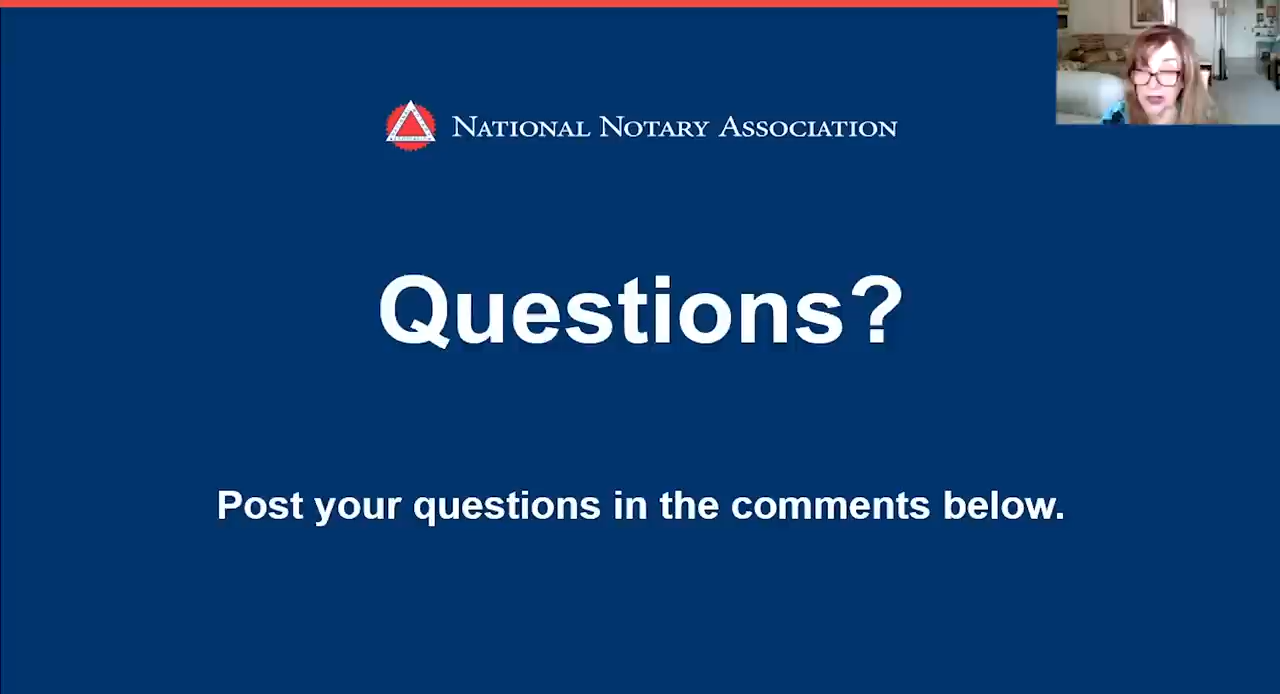 NATIONAL NOTARY ASSOCIATION
Questions?
Post your questions in the comments below.